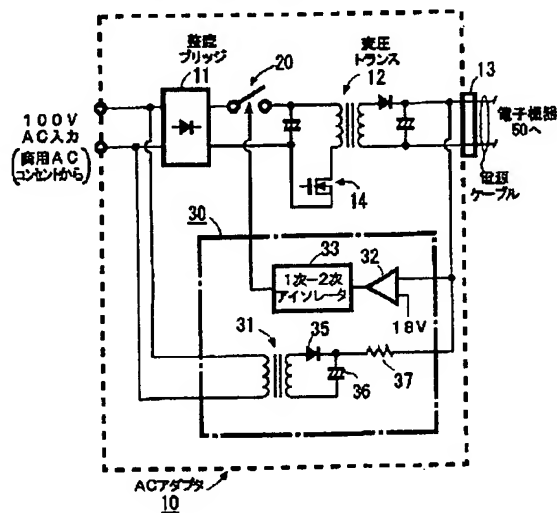 整流
ブリッジ
11
20
変圧
トランス
12
13
100V
AC入力
(商用AC
コンセントから)
電子機器
50へ
電源
ケーブル
14
30
33
1次ー2次
アイソレータ
32
18V
31
35
36
37
ACアダプタ
10